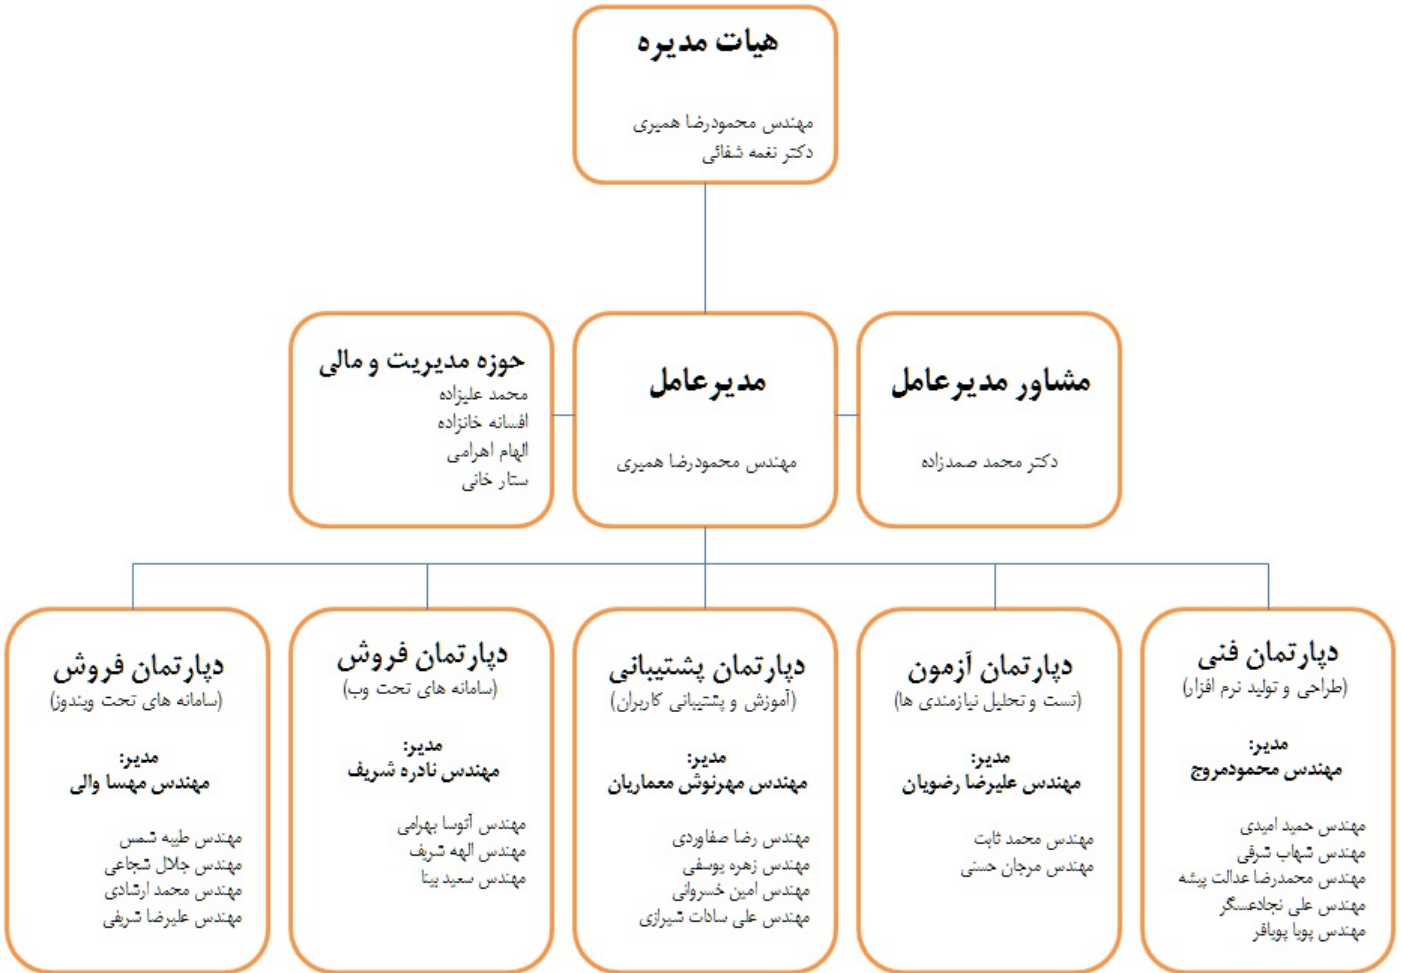 هیات مدیره
مهندس محمودرضا همیری
دکتر نغمه شفائی
مشاور مدیرعامل
دکتر محمد صمدزاده
مدیرعامل
مهندس محمودرضا همیری
حوزه مدیریت و مالی
محمد علیزاده
افسانه خانزاده
الهام اهرامی
ستار خانی
دپارتمان فنی
(طراحی و تولید نرم افزار)
مدیر:
مهندس محمودمروج
مهندس حمید امیدی
مهندس شهاب شرفی
مهندس محمدرضا عدالت پیشه
مهندس علی نجادعسگر
مهندس پویا پویافر
دپارتمان آزمون
(تست و تحلیل نیازمندی ها)
مدیر:
مهندس علیرضا رضویان
مهندس محمد ثابت
مهندس مرجان حسنی
دپارتمان پشتیبانی
(آموزش و پشتیبانی کاربران)
مدیر:
مهندس مهرنوش معماریان
مهندس رضا صفاوردی
مهندس زهره یوسفی
مهندس امین خسروانی
مهندس علی سادات شیرازی
دپارتمان فروش
(سامانه های تحت وب)
مدیر:
مهندس نادره شریف
مهندس آتوسا بهرامی
مهندس الهه شریف
مهندس سعید بینا
دپارتمان فروش
(سامانه های تحت ویندوز)
مدیر:
مهندس مهسا والی
مهندس طیبه شمس
مهندس جلال شجاعی
مهندس محمد ارشادی
مهندس علیرضا شریفی